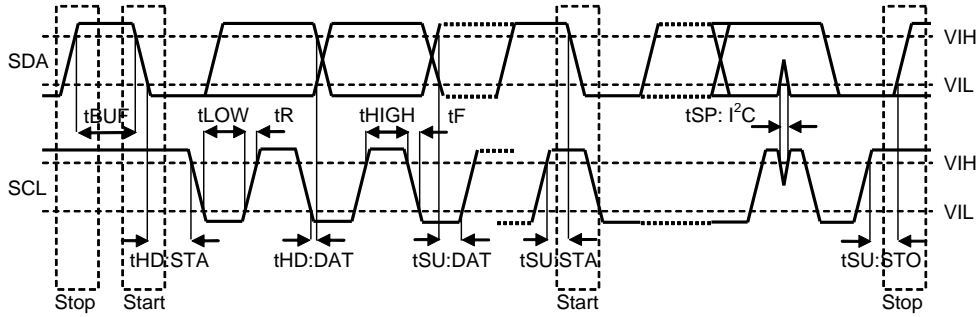 VIH
SDA
VIL
tBUF
tLOW
tR
tHIGH
tF
tSP: I²C
VIH
SCL
VIL
tHD:STA
tHD:DAT
tSU:DAT
tSU:STA
tSU:STO
Stop
Start
Start
Stop